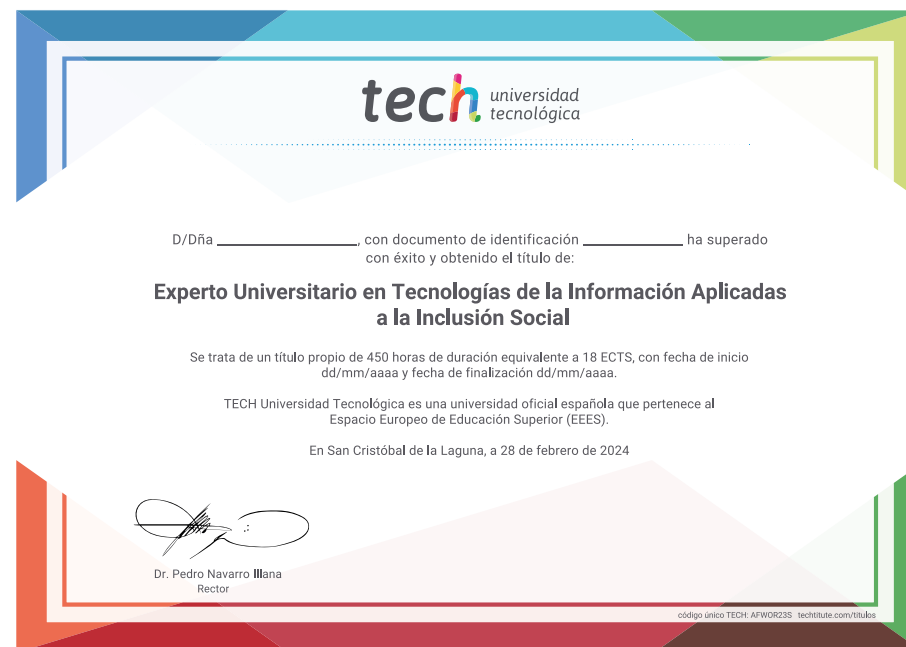 tech universidad
tecnológica
D/Dña ____________________, con documento de identificación ______________ ha superado
con éxito y obtenido el título de:
Experto Universitario en Tecnologías de la Información Aplicadas
a la Inclusión Social
Se trata de un título propio de 450 horas de duración equivalente a 18 ECTS, con fecha de inicio
dd/mm/aaaa y fecha de finalización dd/mm/aaaa.
TECH Universidad Tecnológica es una universidad oficial española que pertenece al
Espacio Europeo de Educación Superior (EEES).
En San Cristóbal de la Laguna, a 28 de febrero de 2024
Dr. Pedro Navarro Illana
Rector
código único TECH: AFWOR23S techtitute.com/titulos